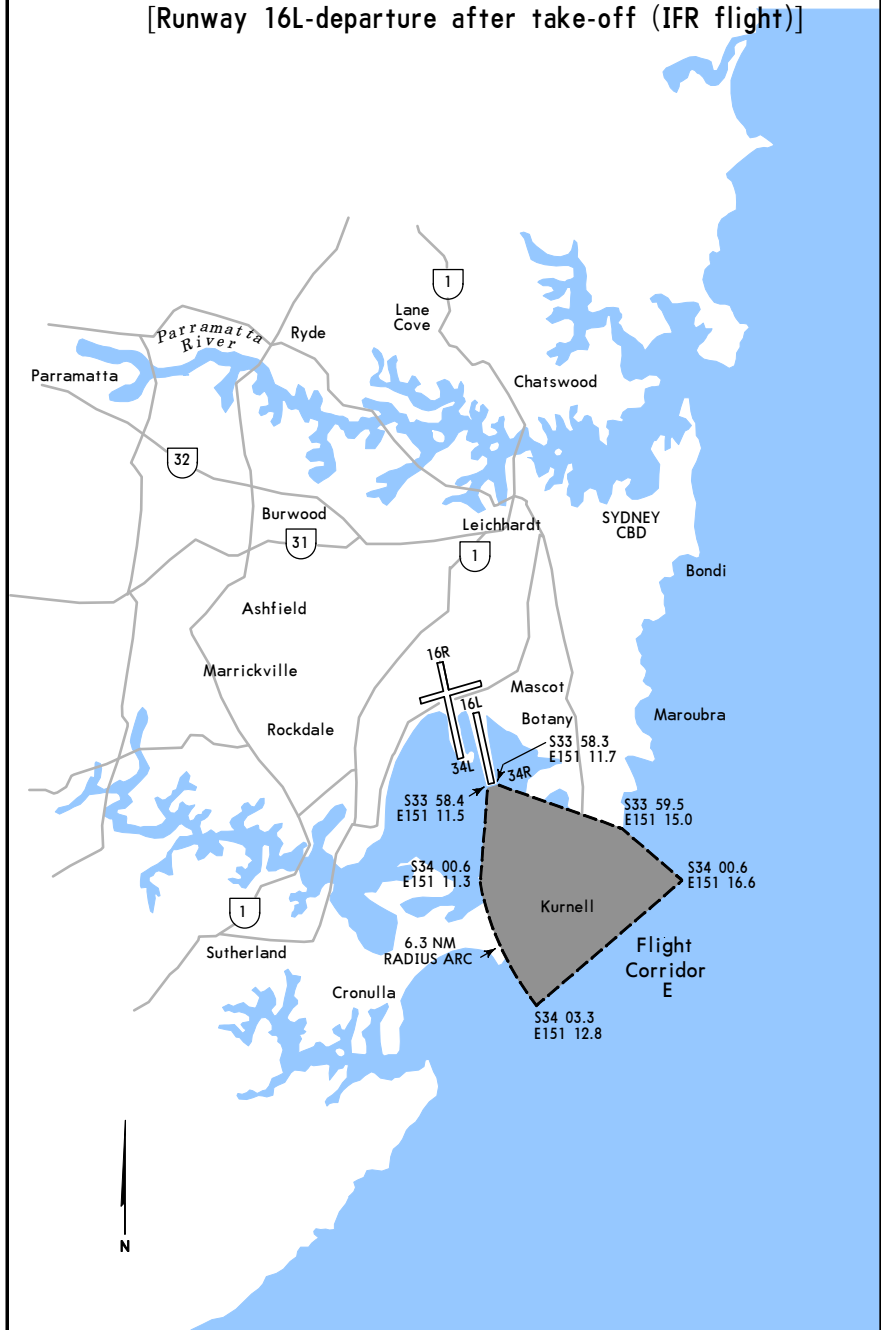 [Runway 16L-departure after take-off (IFR flight)]
1
Lane
Cove
Parramatta
River
Ryde
Parramatta
Chatswood
32
Burwood
31
Leichhardt
1
SYDNEY
CBD
Bondi
Ashfield
16R
Marrickville
Mascot
16L
Botany
Maroubra
Rockdale
S33 58.3
E151 11.7
34L
34R
S33 58.4
E151 11.5
S33 59.5
E151 15.0
S34 00.6
E151 11.3
S34 00.6
E151 16.6
Kurnell
1
6.3 NM
RADIUS ARC
Flight
Corridor
E
Sutherland
Cronulla
S34 03.3
E151 12.8
N